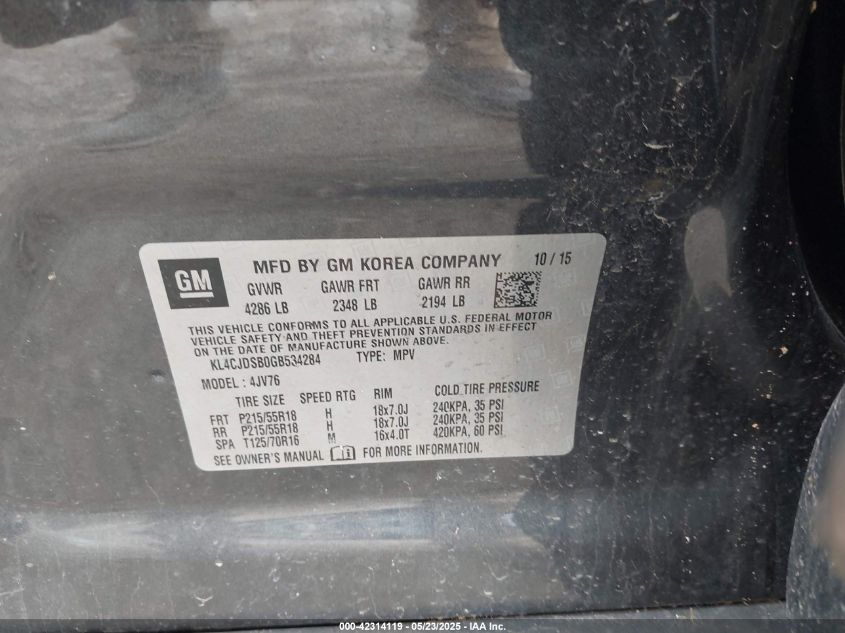 GM
MFD BY GM KOREA COMPANY 10 / 15
GVWR GAWR FRT GAWR RR
4286 LB 2348 LB 2194 LB
THIS VEHICLE CONFORMS TO ALL APPLICABLE U.S. FEDERAL MOTOR
VEHICLE SAFETY AND THEFT PREVENTION STANDARDS IN EFFECT
ON THE DATE OF MANUFACTURE SHOWN ABOVE.
KL4CJDSB0GB534284 TYPE: MPV
MODEL : 4JV76
TIRE SIZE SPEED RTG RIM COLD TIRE PRESSURE
FRT P215/55R18 H 18x7.0J 240KPA, 35 PSI
RR P215/55R18 H 18x7.0J 240KPA, 35 PSI
SPA T125/70R16 M 16x4.0T 420KPA, 60 PSI
SEE OWNER'S MANUAL FOR MORE INFORMATION.
000-42314119 - 05/23/2025 - IAA Inc.